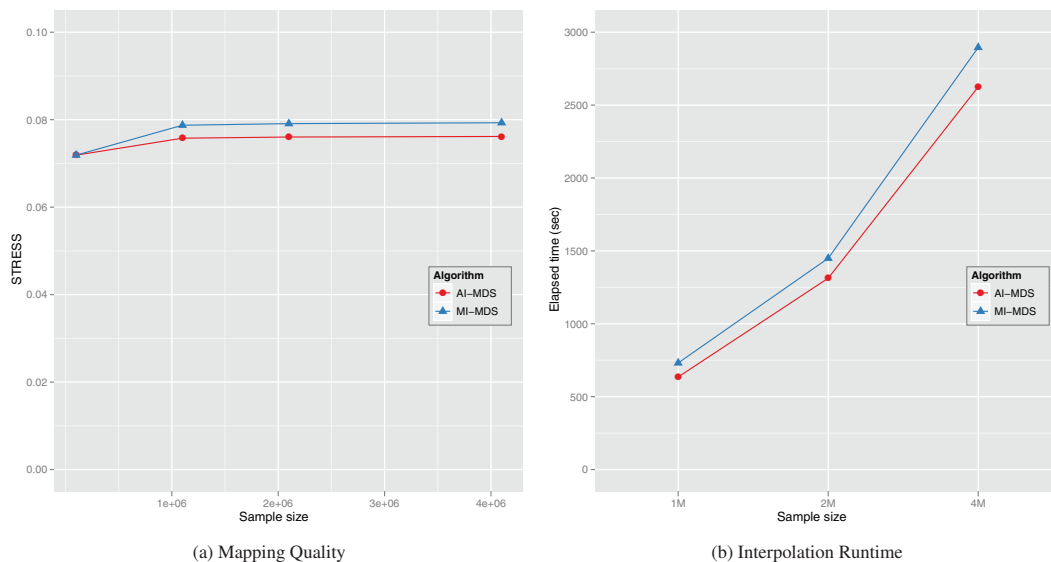 0.10
0.08
0.06
0.04
0.02
0.00
STRESS
1e+06
2e+06
3e+06
4e+06
Sample size
Algorithm
AI−MDS
MI−MDS
(a) Mapping Quality
3000
2500
2000
1500
1000
500
0
Elapsed time (sec)
1M
2M
4M
Sample size
Algorithm
AI−MDS
MI−MDS
(b) Interpolation Runtime